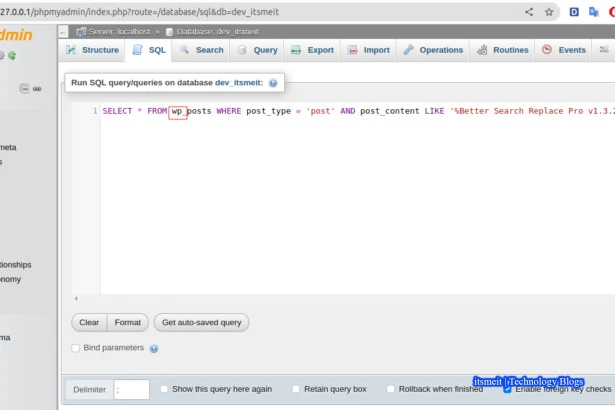 27.0.0.1/phpmyadmin/index.php?route=/database/sql&db=dev_itsmeit
dmin
Server: localhost » Database: dev_itsmeit
Structure SQL Search Query Export Import Operations Routines Events
Run SQL query/queries on database dev_itsmeit:
1 SELECT * FROM wp_posts WHERE post_type = 'post' AND post_content LIKE '%Better Search Replace Pro v1.3.2
meta
s
tionships
onomy
Clear Format Get auto-saved query
ma
Bind parameters
itsmeit | Technology Blogs
Delimiter ; Show this query here again Retain query box Rollback when finished Enable foreign key checks